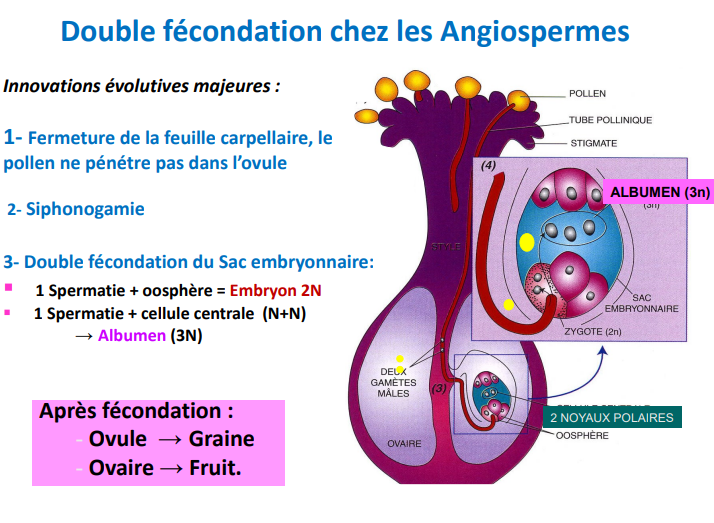 Double fécondation chez les Angiospermes
Innovations évolutives majeures :
1- Fermeture de la feuille carpellaire, le
pollen ne pénétre pas dans l’ovule
2- Siphonogamie
3- Double fécondation du Sac embryonnaire:
1 Spermatie + oosphère = Embryon 2N
1 Spermatie + cellule centrale (N+N)
→ Albumen (3N)
Après fécondation :
- Ovule → Graine
- Ovaire → Fruit.
POLLEN
TUBE POLLINIQUE
STIGMATE
(4)
ALBUMEN (3n)
(3n)
STYLE
SAC
EMBRYONNAIRE
ZYGOTE (2n)
DEUX
GAMÈTES
MÂLES
(3)
2 NOYAUX POLAIRES
OOSPHÈRE
OVAIRE